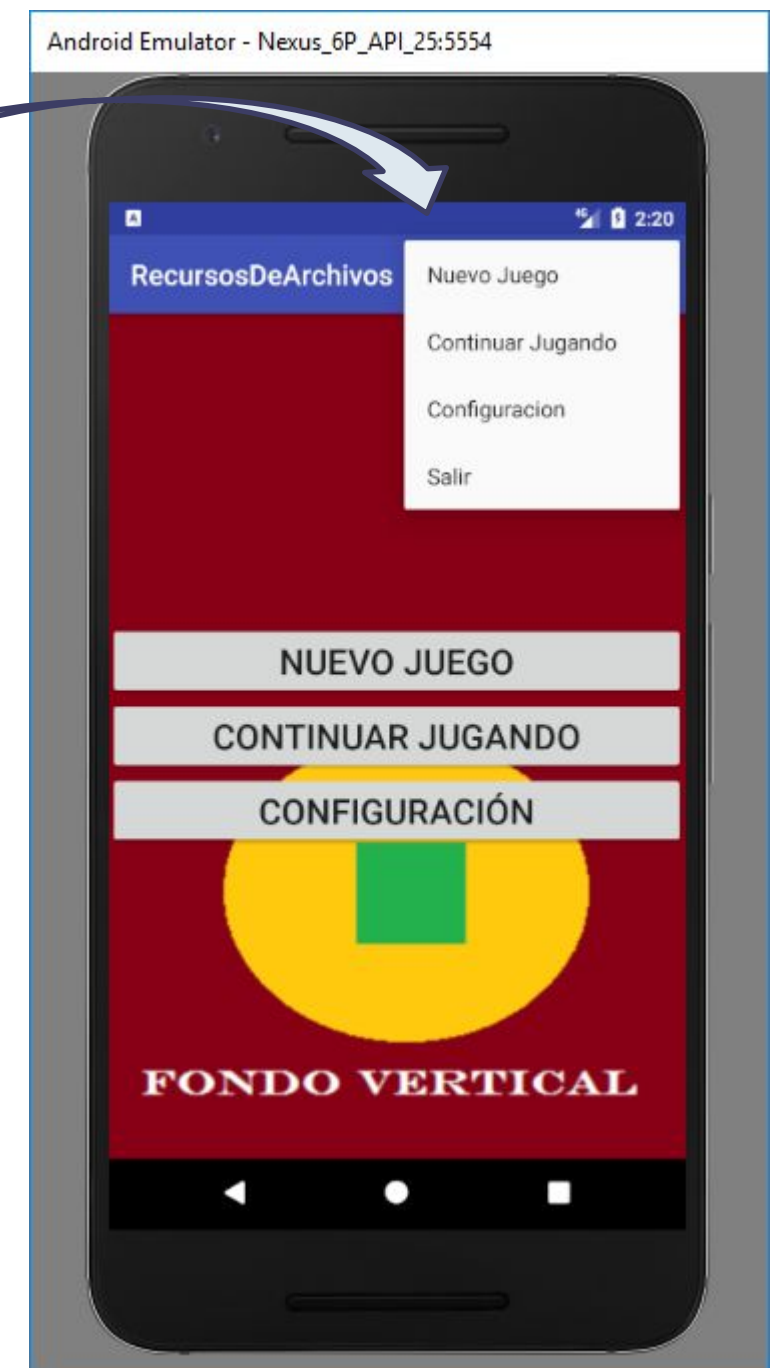 Android Emulator - Nexus_6P_API_25:5554
4G 2:20
RecursosDeArchivos
Nuevo Juego
Continuar Jugando
Configuracion
Salir
NUEVO JUEGO
CONTINUAR JUGANDO
CONFIGURACIÓN
FONDO VERTICAL